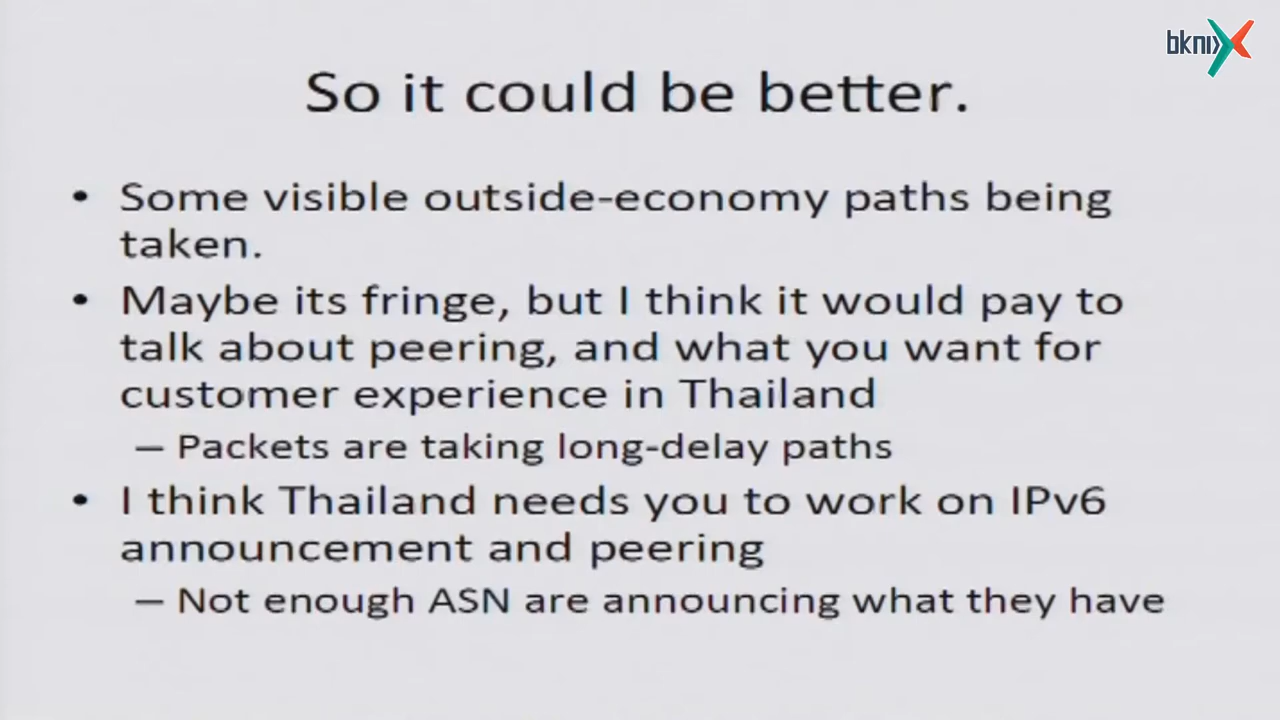 bknix
So it could be better.
• Some visible outside-economy paths being
taken.
• Maybe its fringe, but I think it would pay to
talk about peering, and what you want for
customer experience in Thailand
– Packets are taking long-delay paths
• I think Thailand needs you to work on IPv6
announcement and peering
– Not enough ASN are announcing what they have